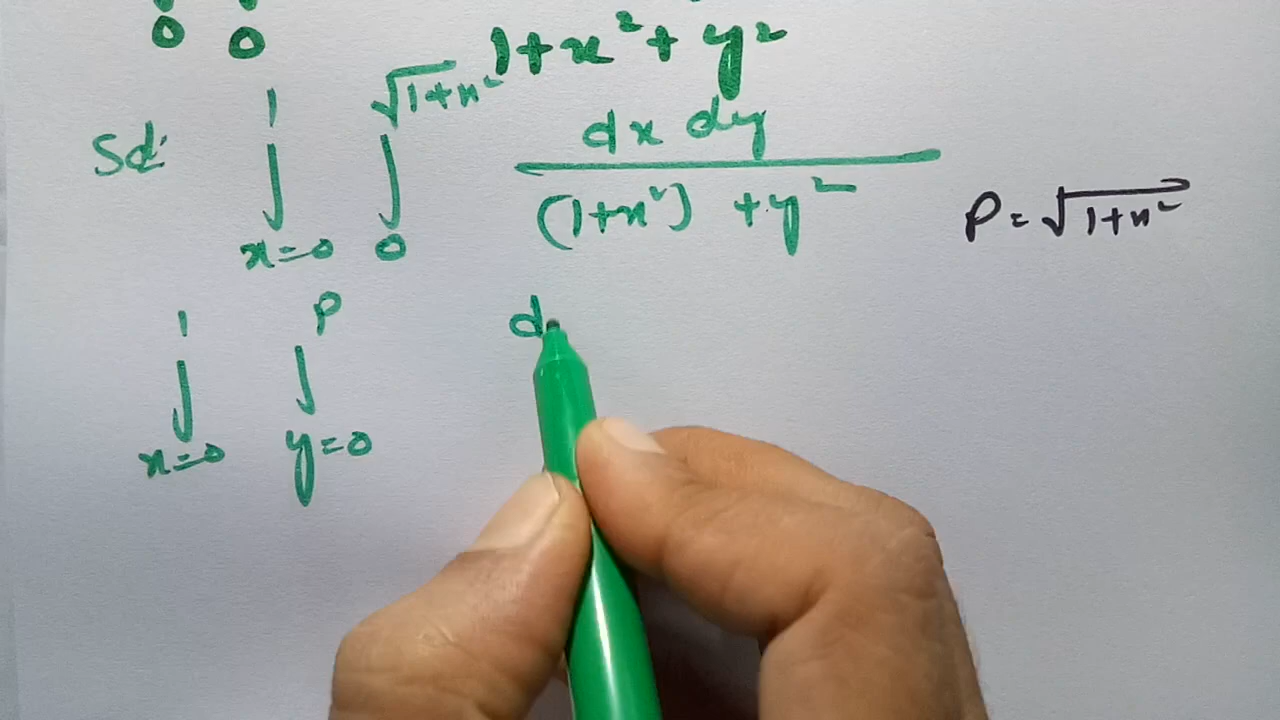 0 0 1+x²+y²
Sol: ∫_{x=0}^{1} ∫_{0}^{√(1+x²)} dx dy / ((1+x²) + y²)
P = √(1+x²)
∫_{x=0}^{1} ∫_{y=0}^{P} d